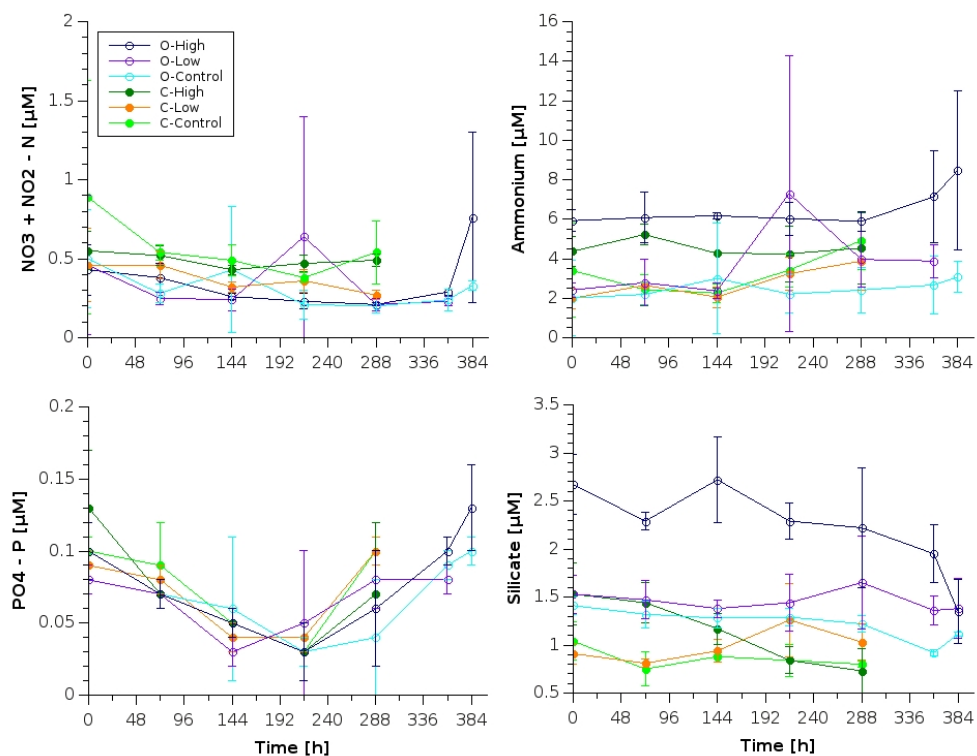 NO3 + NO2 - N [µM]
2
1.5
1
0.5
0
O-High
O-Low
O-Control
C-High
C-Low
C-Control
0 48 96 144 192 240 288 336 384
Ammonium [µM]
16
14
12
10
8
6
4
2
0
0 48 96 144 192 240 288 336 384
PO4 - P [µM]
0.2
0.15
0.1
0.05
0
0 48 96 144 192 240 288 336 384
Time [h]
Silicate [µM]
3.5
3
2.5
2
1.5
1
0.5
0 48 96 144 192 240 288 336 384
Time [h]